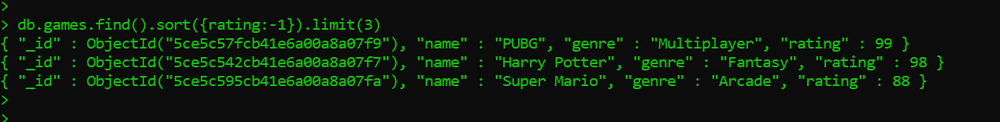 >
> db.games.find().sort({rating:-1}).limit(3)
{ "_id" : ObjectId("5ce5c57fcb41e6a00a8a07f9"), "name" : "PUBG", "genre" : "Multiplayer", "rating" : 99 }
{ "_id" : ObjectId("5ce5c542cb41e6a00a8a07f7"), "name" : "Harry Potter", "genre" : "Fantasy", "rating" : 98 }
{ "_id" : ObjectId("5ce5c595cb41e6a00a8a07fa"), "name" : "Super Mario", "genre" : "Arcade", "rating" : 88 }
>
>